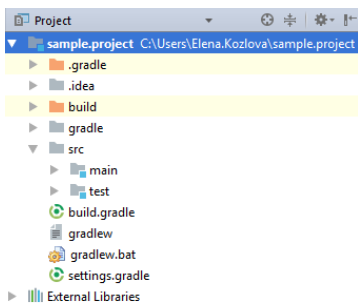 Project
sample.project C:\Users\Elena.Kozlova\sample.project
.gradle
.idea
build
gradle
src
main
test
build.gradle
gradlew
gradlew.bat
settings.gradle
External Libraries